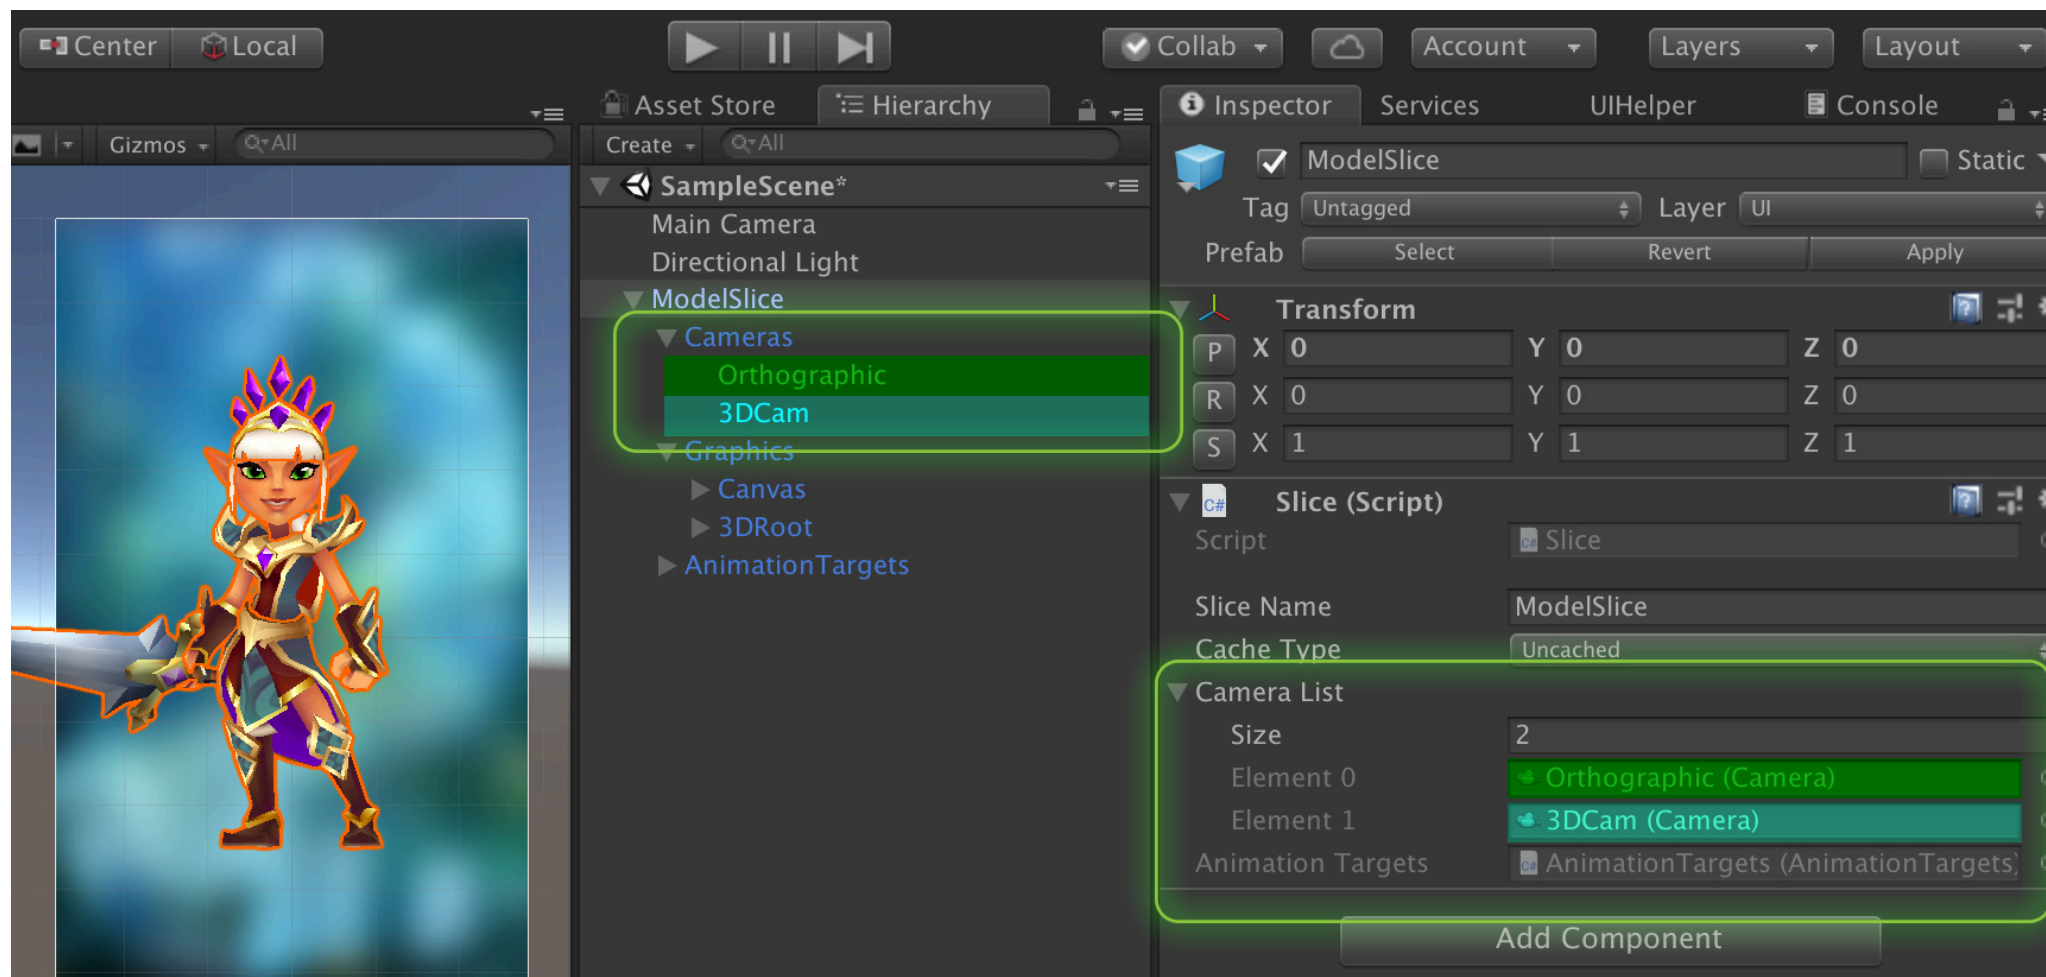 Center Local Collab Account Layers Layout
Asset Store Hierarchy Inspector Services UIHelper Console
Gizmos All Create All
ModelSlice Static
SampleScene*
Main Camera
Tag Untagged Layer UI
Directional Light
Prefab Select Revert Apply
ModelSlice
Transform
Cameras
P X 0 Y 0 Z 0
Orthographic
R X 0 Y 0 Z 0
3DCam
S X 1 Y 1 Z 1
Graphics
Canvas
C# Slice (Script)
3DRoot
Script C# Slice
AnimationTargets
Slice Name ModelSlice
Cache Type Uncached
Camera List
Size 2
Element 0 Orthographic (Camera)
Element 1 3DCam (Camera)
Animation Targets C# AnimationTargets (AnimationTargets)
Add Component